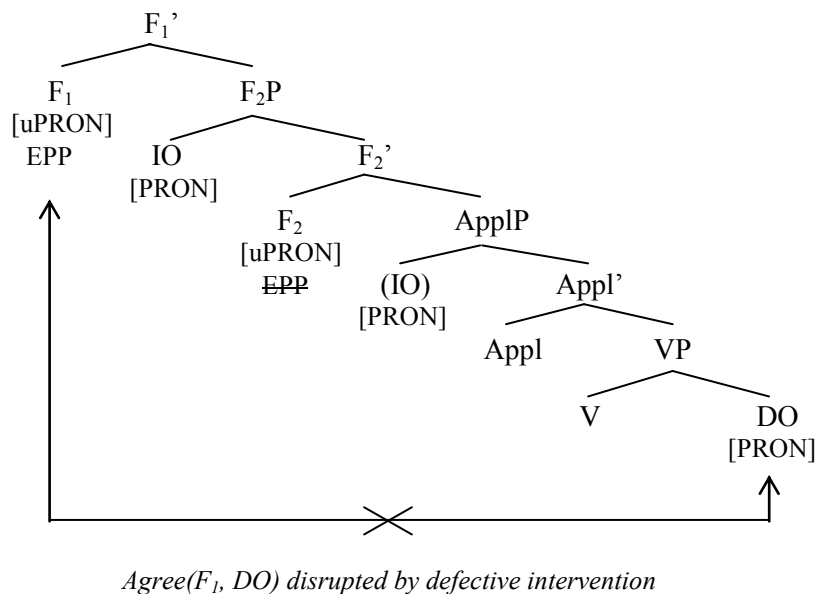 F₁’
F₁ F₂P
[uPRON]
EPP IO F₂’
[PRON]
F₂ ApplP
[uPRON]
EPP (IO) Appl’
[PRON]
Appl VP
V DO
[PRON]
Agree(F₁, DO) disrupted by defective intervention